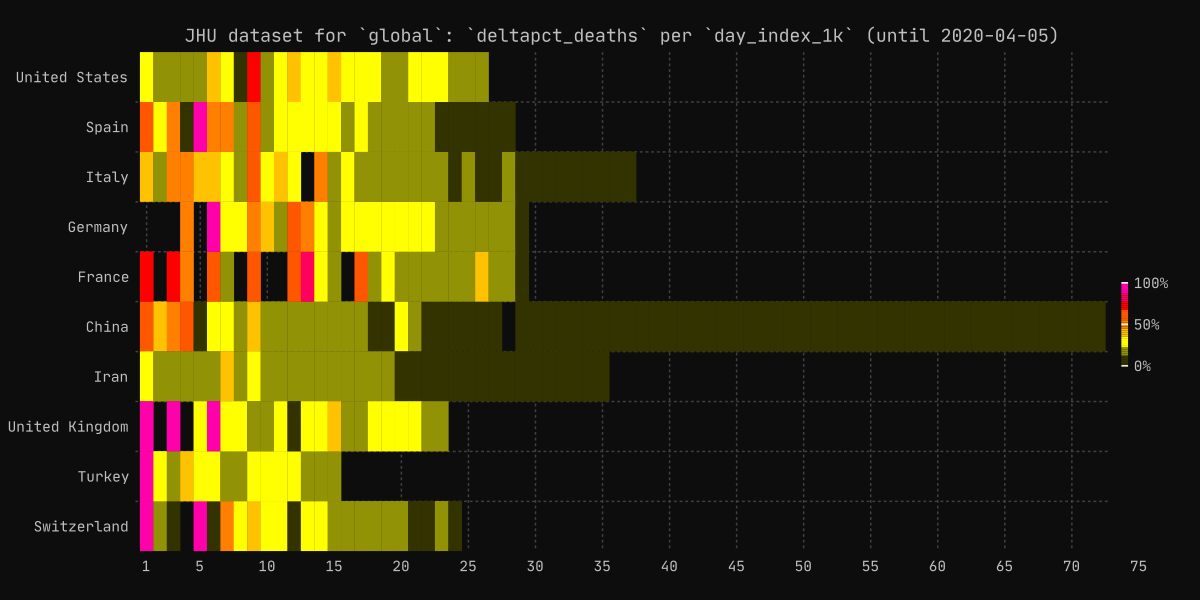 JHU dataset for `global`: `deltapct_deaths` per `day_index_1k` (until 2020-04-05)
United States
Spain
Italy
Germany
France
China
Iran
United Kingdom
Turkey
Switzerland
100%
50%
0%
1 5 10 15 20 25 30 35 40 45 50 55 60 65 70 75